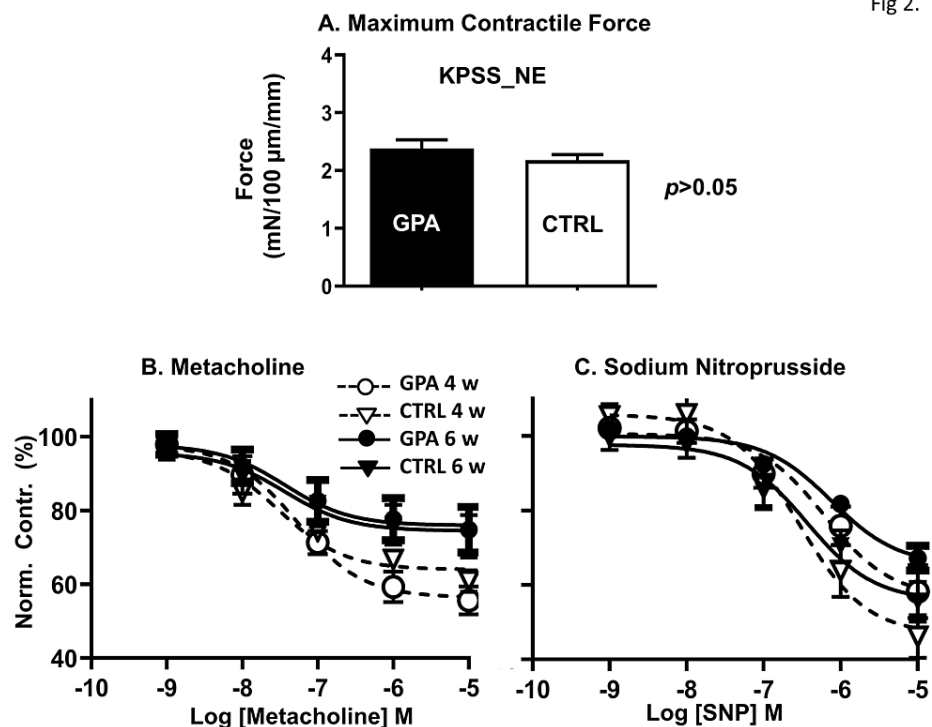 Fig 2.
A. Maximum Contractile Force
KPSS_NE
4
3
2
1
0
Force
(mN/100 µm/mm)
GPA
CTRL
p>0.05
B. Metacholine
C. Sodium Nitroprusside
GPA 4 w
CTRL 4 w
GPA 6 w
CTRL 6 w
Norm. Contr. (%)
100
80
60
40
-10 -9 -8 -7 -6 -5
Log [Metacholine] M
-10 -9 -8 -7 -6 -5
Log [SNP] M